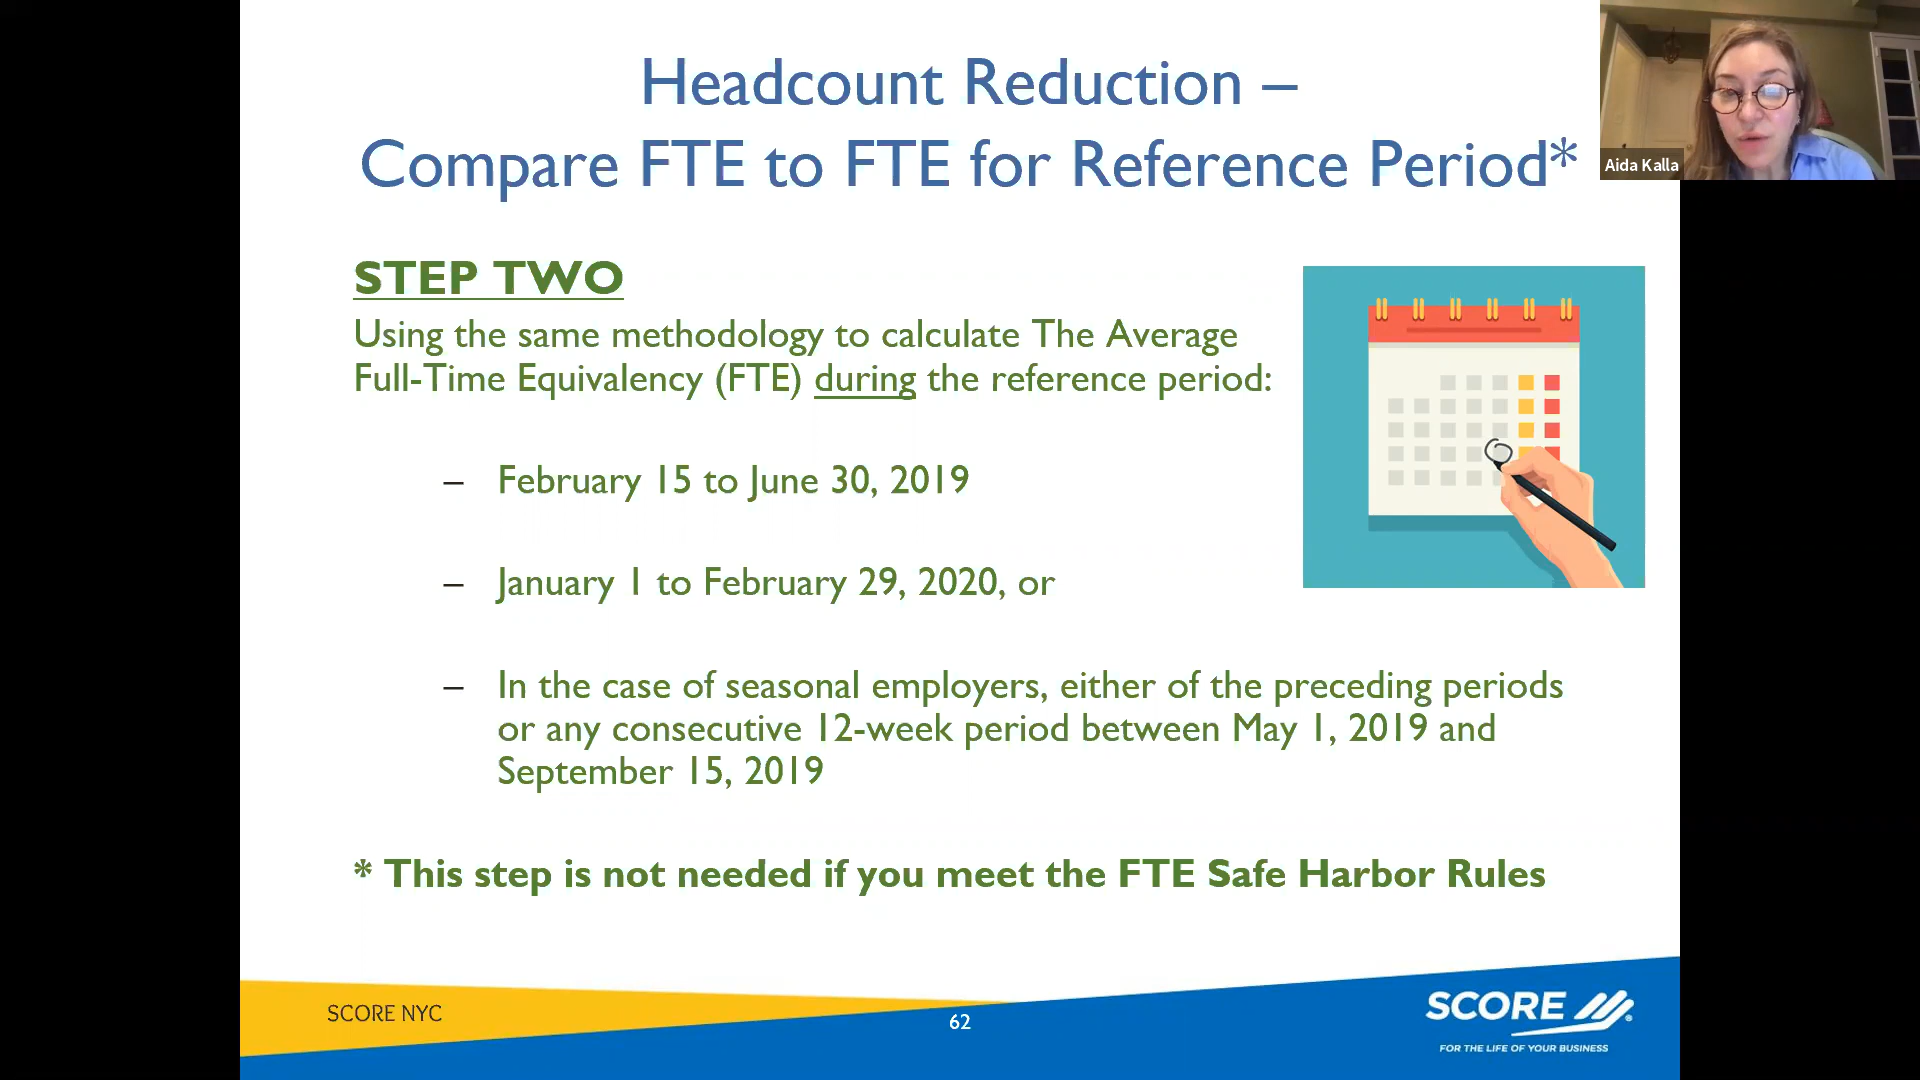 Headcount Reduction –
Compare FTE to FTE for Reference Period*
Aida Kalla
STEP TWO
Using the same methodology to calculate The Average
Full-Time Equivalency (FTE) during the reference period:
– February 15 to June 30, 2019
– January 1 to February 29, 2020, or
– In the case of seasonal employers, either of the preceding periods
or any consecutive 12-week period between May 1, 2019 and
September 15, 2019
* This step is not needed if you meet the FTE Safe Harbor Rules
SCORE NYC
62
SCORE
FOR THE LIFE OF YOUR BUSINESS